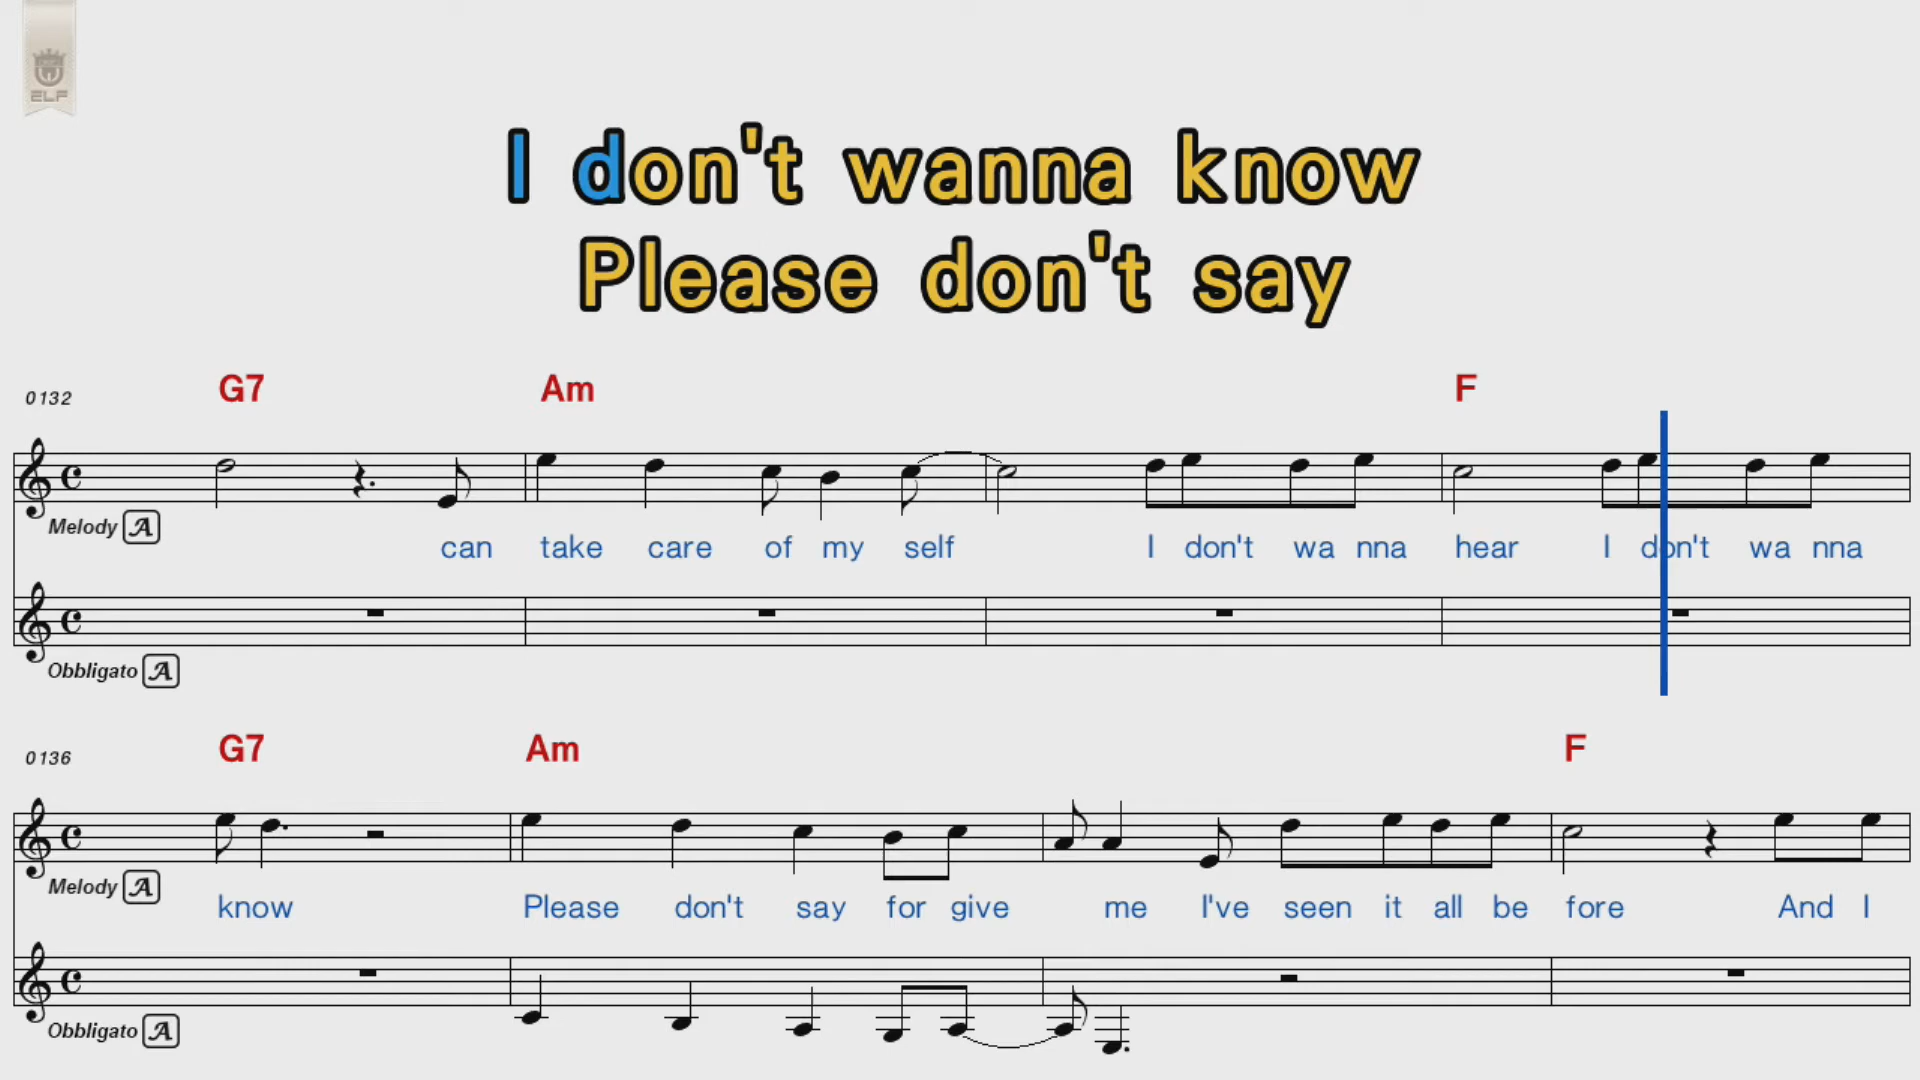 ELF
I don't wanna know
Please don't say
0132 G7 Am F
Melody A
can take care of my self I don't wa nna hear I don't wa nna
Obbligato A
0136 G7 Am F
Melody A
know Please don't say for give me I've seen it all be fore And I
Obbligato A